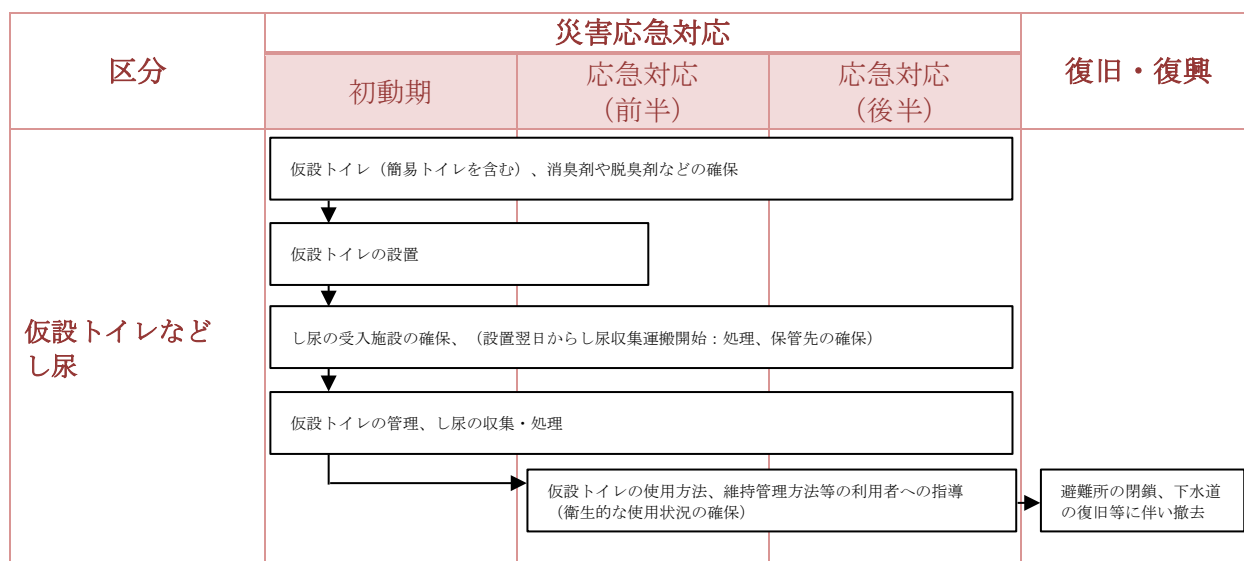 区分
災害応急対応
復旧・復興
初動期
応急対応
（前半）
応急対応
（後半）
仮設トイレなど
し尿
仮設トイレ（簡易トイレを含む）、消臭剤や脱臭剤などの確保
仮設トイレの設置
し尿の受入施設の確保、（設置翌日からし尿収集運搬開始：処理、保管先の確保）
仮設トイレの管理、し尿の収集・処理
仮設トイレの使用方法、維持管理方法等の利用者への指導
（衛生的な使用状況の確保）
避難所の閉鎖、下水道
の復旧等に伴い撤去